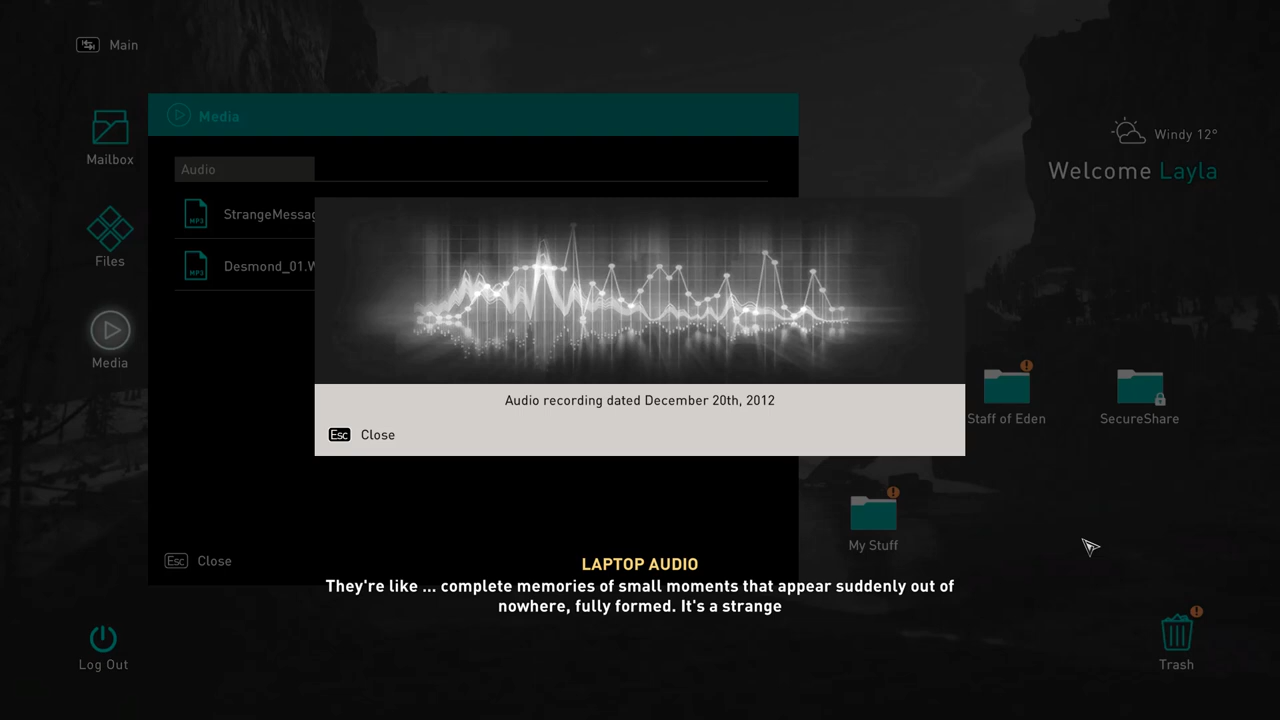 Main
Media
Windy 12°
Welcome Layla
Mailbox
Audio
MP3 StrangeMessag
Files
MP3 Desmond_01.W
Media
Audio recording dated December 20th, 2012
Esc Close
Staff of Eden
SecureShare
My Stuff
Esc Close
LAPTOP AUDIO
They're like ... complete memories of small moments that appear suddenly out of
nowhere, fully formed. It's a strange
Log Out
Trash